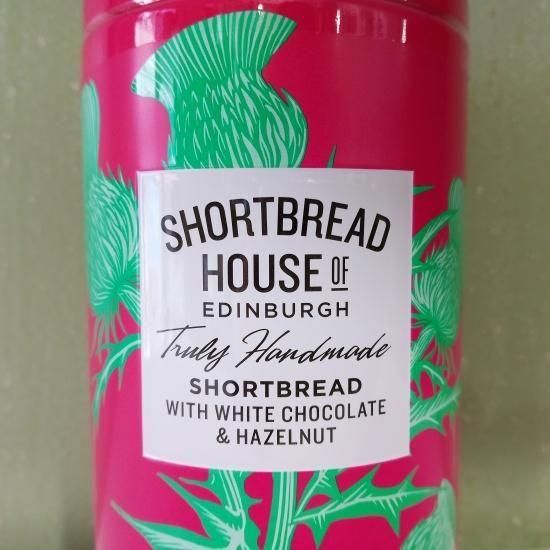 SHORTBREAD
HOUSE OF
EDINBURGH
Truly Handmade
SHORTBREAD
WITH WHITE CHOCOLATE
& HAZELNUT